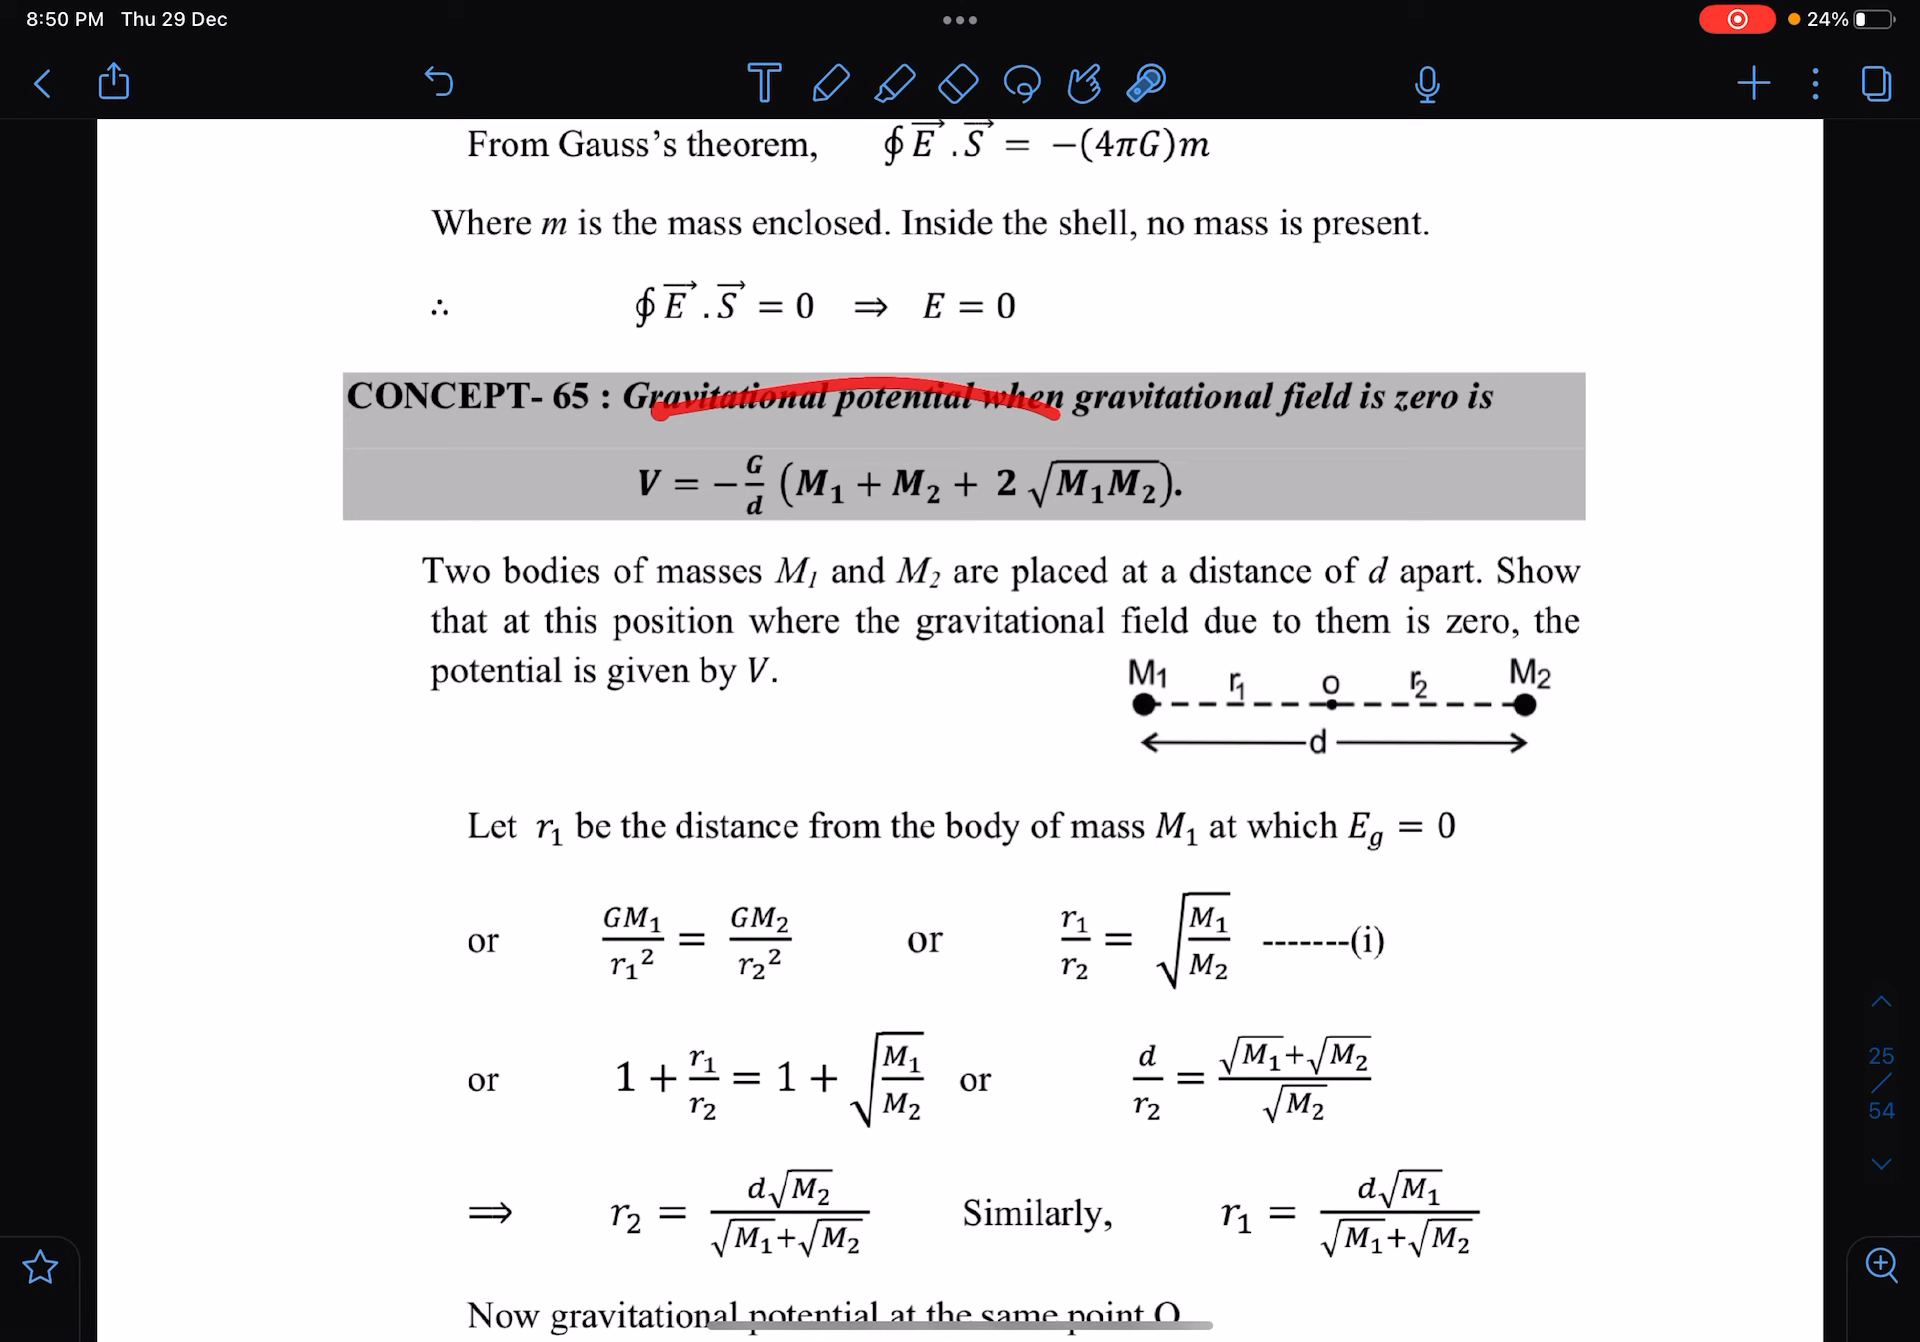 8:50 PM Thu 29 Dec
24%
From Gauss’s theorem, ∮ E⃗ . S⃗ = −(4πG)m
Where m is the mass enclosed. Inside the shell, no mass is present.
∴ ∮ E⃗ . S⃗ = 0 ⇒ E = 0
CONCEPT- 65 : Gravitational potential when gravitational field is zero is
V = −G/d (M₁ + M₂ + 2 √(M₁M₂)).
Two bodies of masses M₁ and M₂ are placed at a distance of d apart. Show
that at this position where the gravitational field due to them is zero, the
potential is given by V.
M1 r1 o r2 M2
d
Let r₁ be the distance from the body of mass M₁ at which E_g = 0
or GM₁/r₁² = GM₂/r₂² or r₁/r₂ = √(M₁/M₂) -------(i)
or 1 + r₁/r₂ = 1 + √(M₁/M₂) or d/r₂ = (√M₁+√M₂)/√M₂
⟹ r₂ = d√M₂/(√M₁+√M₂) Similarly, r₁ = d√M₁/(√M₁+√M₂)
Now gravitational potential at the same point O
25
/
54